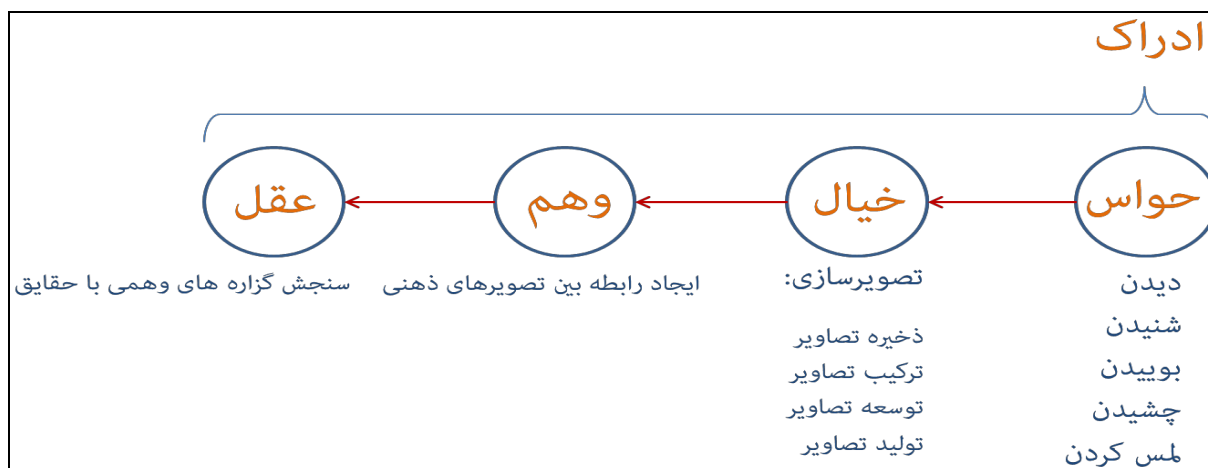 ادراک
حواس
دیدن
شنیدن
بوییدن
چشیدن
لمس کردن
خیال
تصویرسازی:
ذخیره تصاویر
ترکیب تصاویر
توسعه تصاویر
تولید تصاویر
وهم
ایجاد رابطه بین تصویرهای ذهنی
عقل
سنجش گزاره های وهمی با حقایق